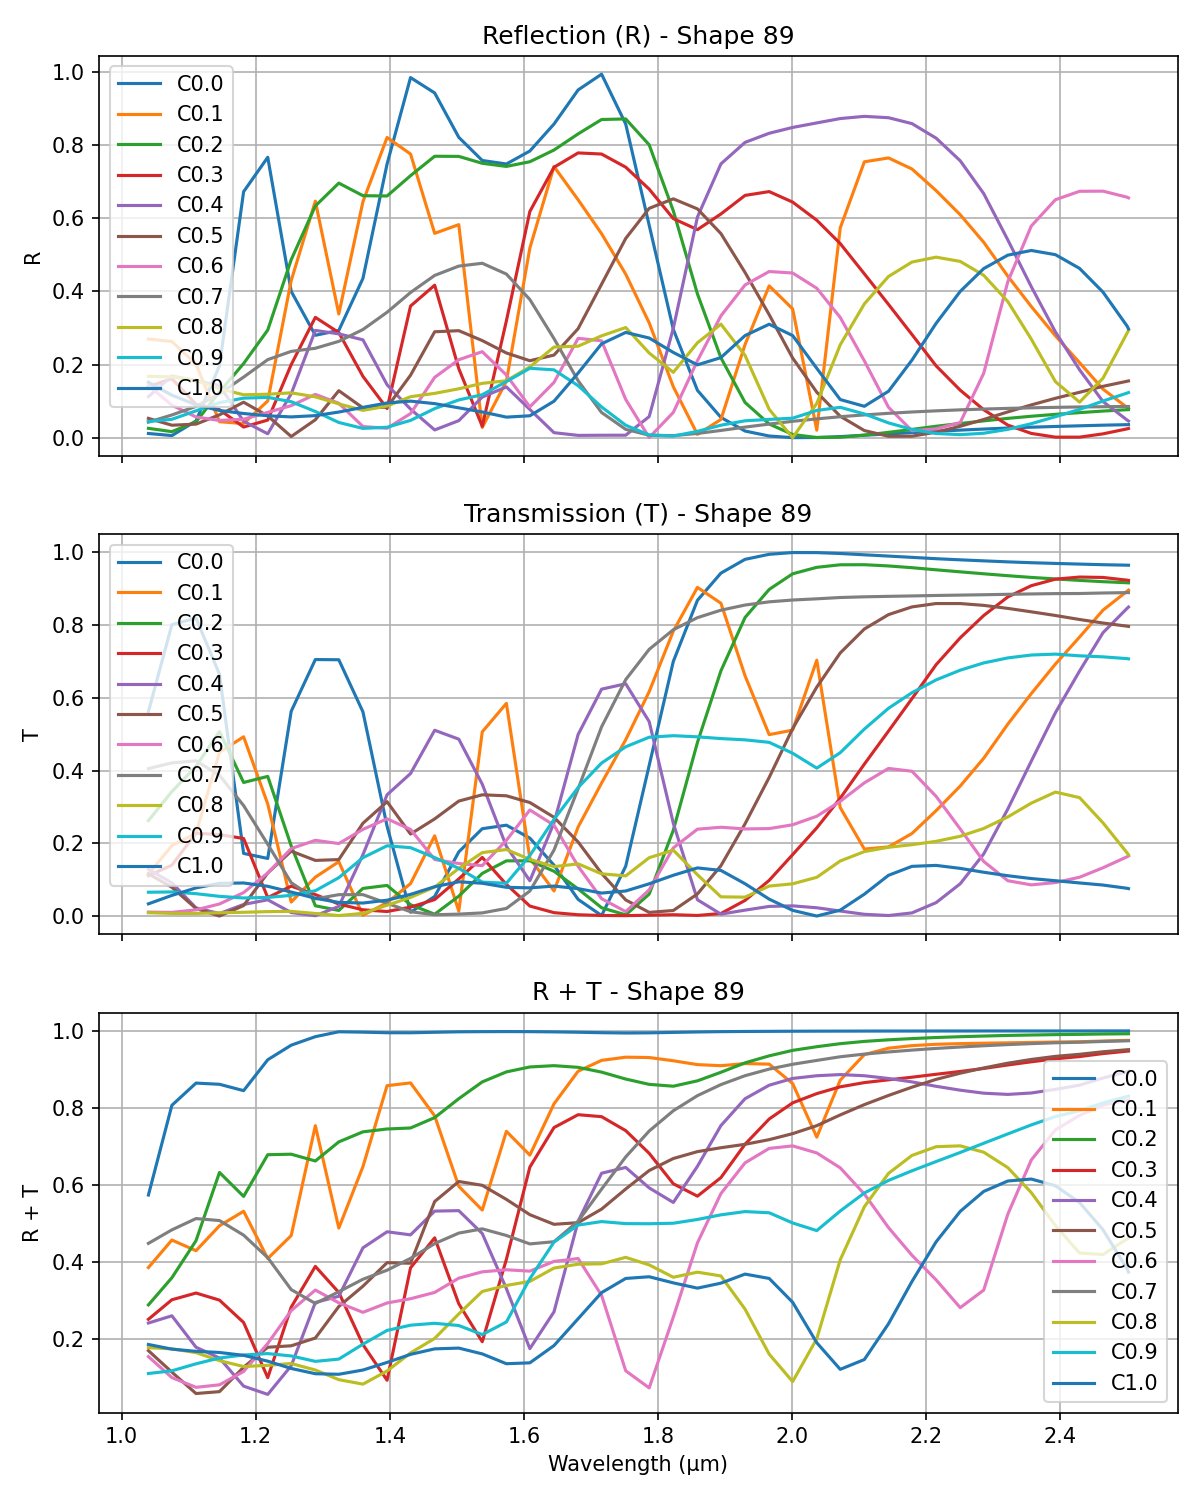 Reflection (R) - Shape 89
1.0
0.8
0.6
0.4
0.2
0.0
R
C0.0
C0.1
C0.2
C0.3
C0.4
C0.5
C0.6
C0.7
C0.8
C0.9
C1.0
Transmission (T) - Shape 89
1.0
0.8
0.6
0.4
0.2
0.0
T
C0.0
C0.1
C0.2
C0.3
C0.4
C0.5
C0.6
C0.7
C0.8
C0.9
C1.0
R + T - Shape 89
1.0
0.8
0.6
0.4
0.2
R + T
C0.0
C0.1
C0.2
C0.3
C0.4
C0.5
C0.6
C0.7
C0.8
C0.9
C1.0
1.0 1.2 1.4 1.6 1.8 2.0 2.2 2.4
Wavelength (μm)